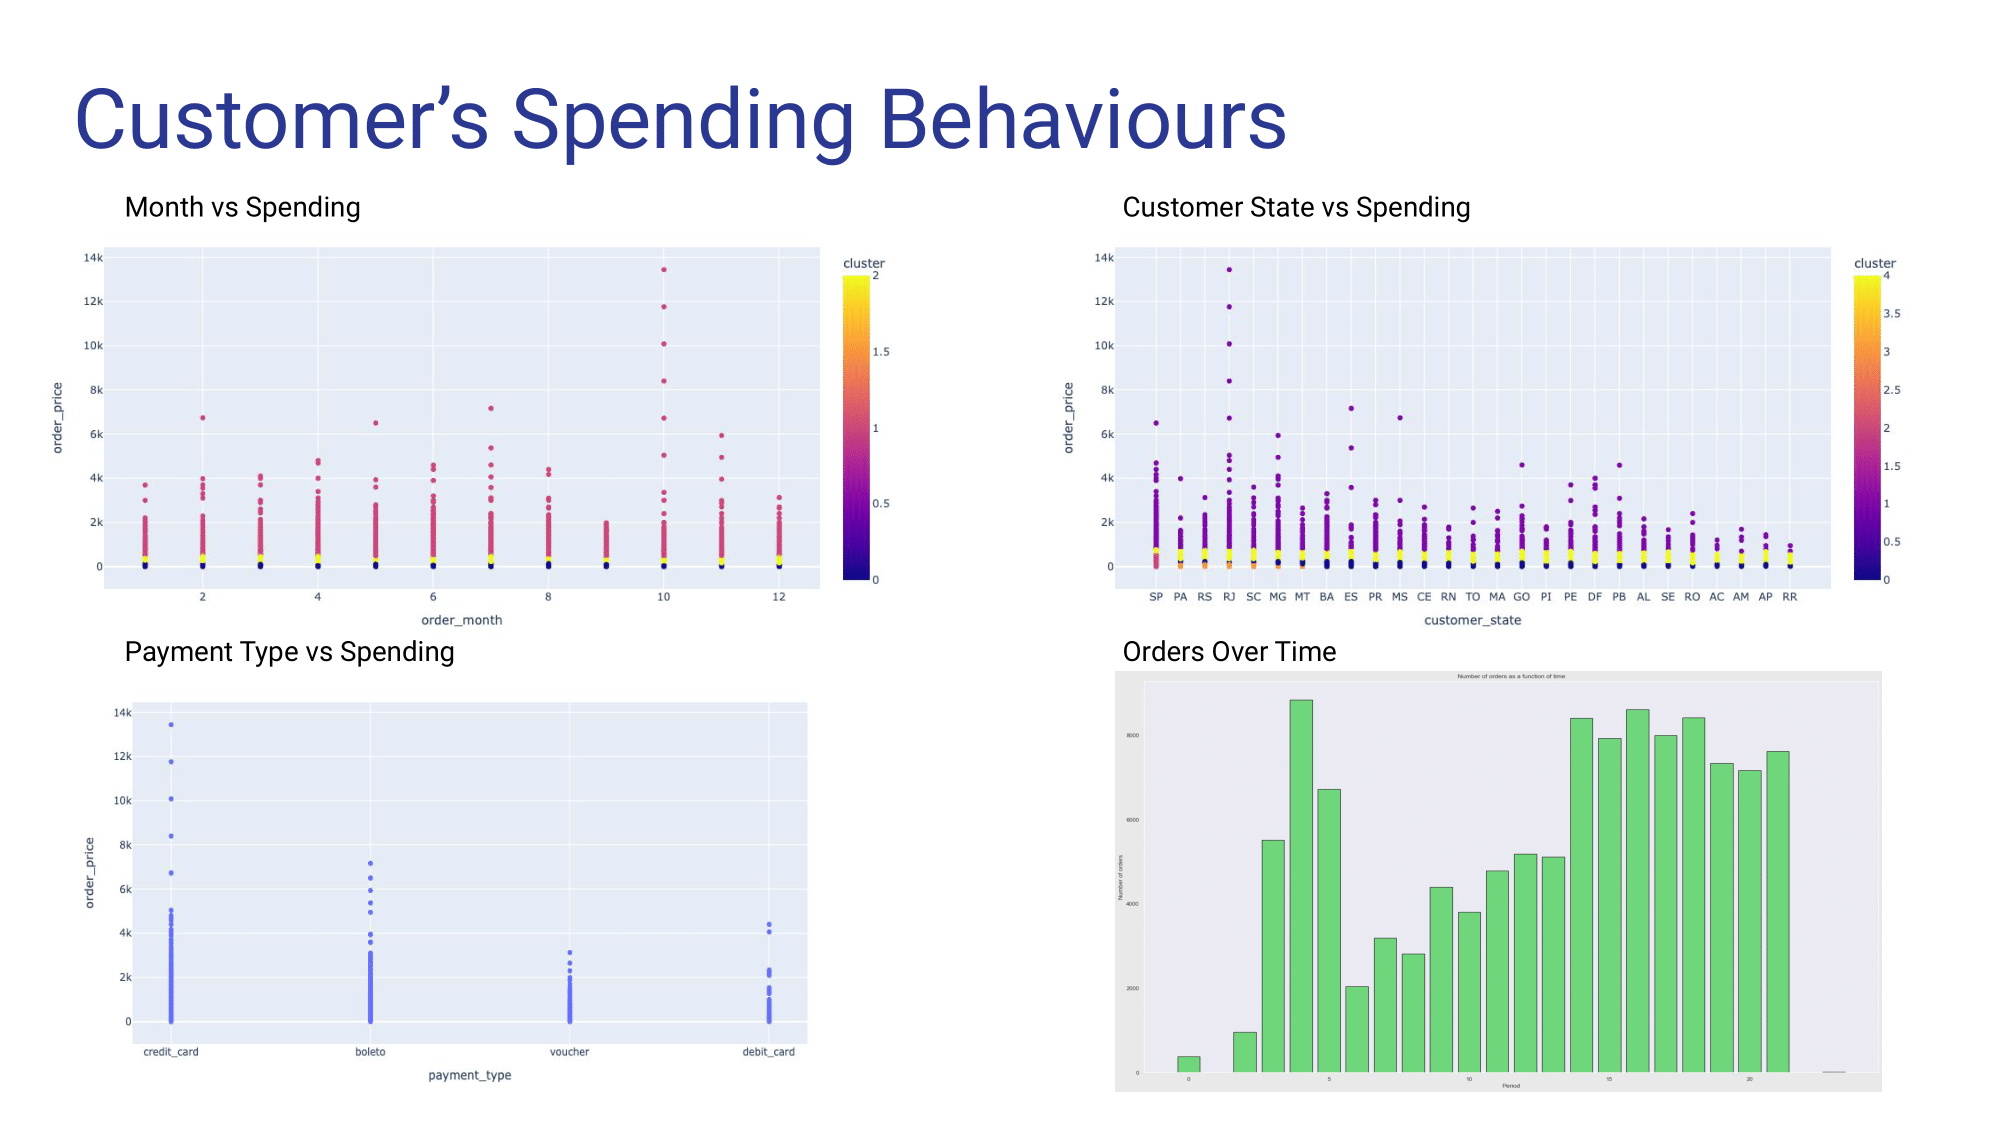 Customer’s Spending Behaviours
Month vs Spending
14k
12k
10k
8k
6k
4k
2k
0
order_price
2 4 6 8 10 12
order_month
cluster
2
1.5
1
0.5
0
Customer State vs Spending
14k
12k
10k
8k
6k
4k
2k
0
order_price
SP PA RS RJ SC MG MT BA ES PR MS CE RN TO MA GO PI PE DF PB AL SE RO AC AM AP RR
customer_state
cluster
4
3.5
3
2.5
2
1.5
1
0.5
0
Payment Type vs Spending
14k
12k
10k
8k
6k
4k
2k
0
order_price
credit_card boleto voucher debit_card
payment_type
Orders Over Time
Number of orders as a function of time
8000
6000
4000
2000
0
Number of orders
0 5 10 15 20
Period